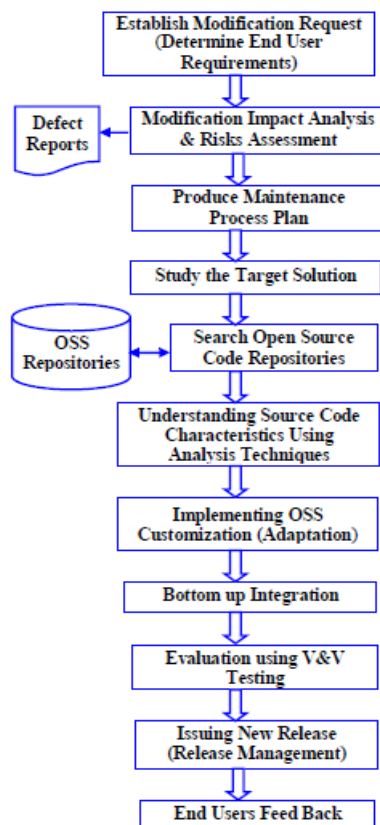 Establish Modification Request
(Determine End User
Requirements)
Defect
Reports
Modification Impact Analysis
& Risks Assessment
Produce Maintenance
Process Plan
Study the Target Solution
OSS
Repositories
Search Open Source
Code Repositories
Understanding Source Code
Characteristics Using
Analysis Techniques
Implementing OSS
Customization (Adaptation)
Bottom up Integration
Evaluation using V&V
Testing
Issuing New Release
(Release Management)
End Users Feed Back